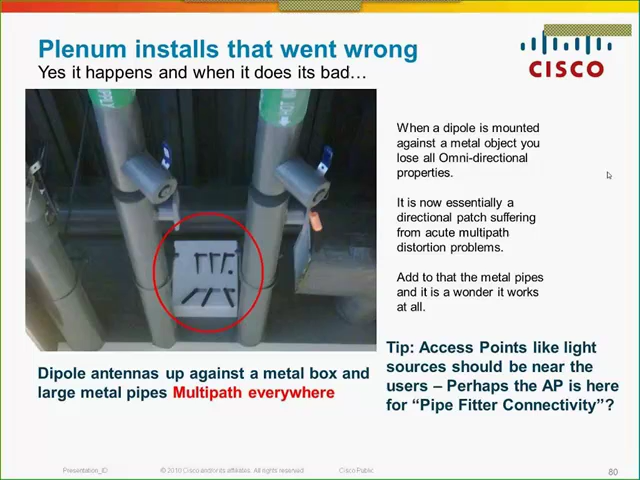 Plenum installs that went wrong
Yes it happens and when it does its bad…
CISCO
When a dipole is mounted
against a metal object you
lose all Omni-directional
properties.
It is now essentially a
directional patch suffering
from acute multipath
distortion problems.
Add to that the metal pipes
and it is a wonder it works
at all.
Dipole antennas up against a metal box and
large metal pipes Multipath everywhere
Tip: Access Points like light
sources should be near the
users – Perhaps the AP is here
for “Pipe Fitter Connectivity”?
Presentation_ID
© 2010 Cisco and/or its affiliates. All rights reserved.
Cisco Public
80